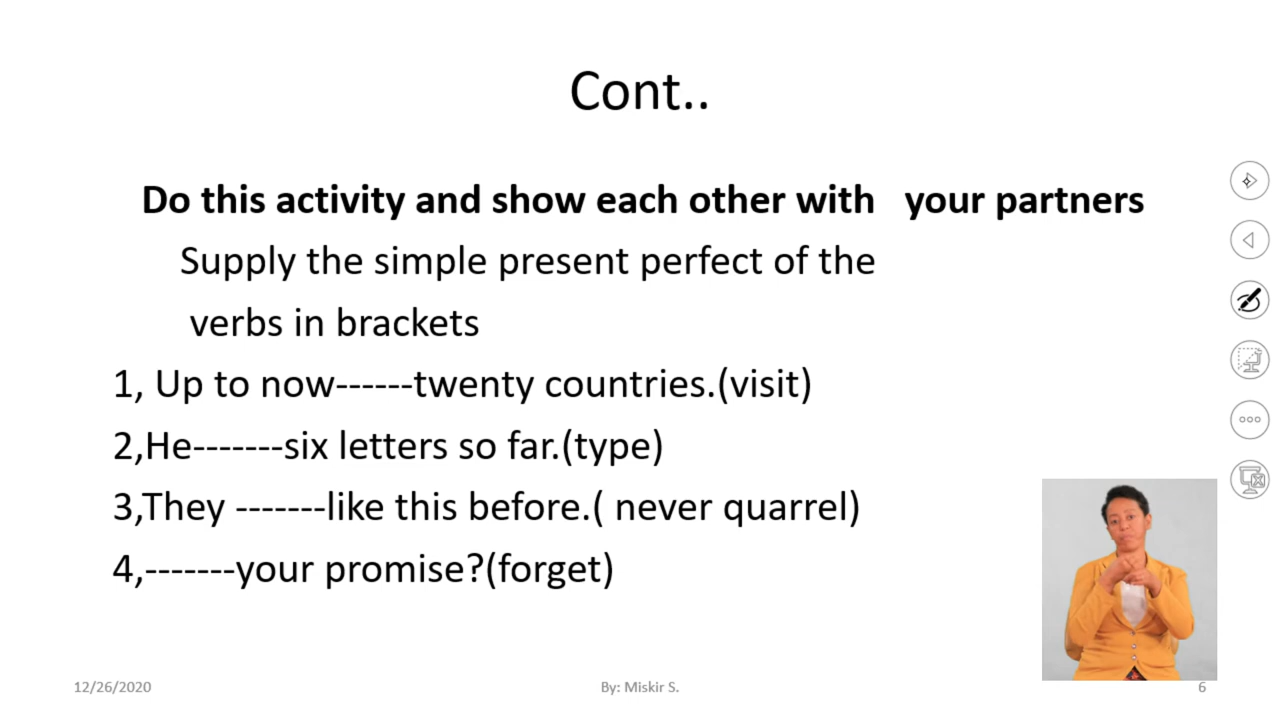 Cont..
Do this activity and show each other with your partners
Supply the simple present perfect of the
verbs in brackets
1, Up to now------twenty countries.(visit)
2,He-------six letters so far.(type)
3,They -------like this before.( never quarrel)
4,-------your promise?(forget)
12/26/2020
By: Miskir S.
6